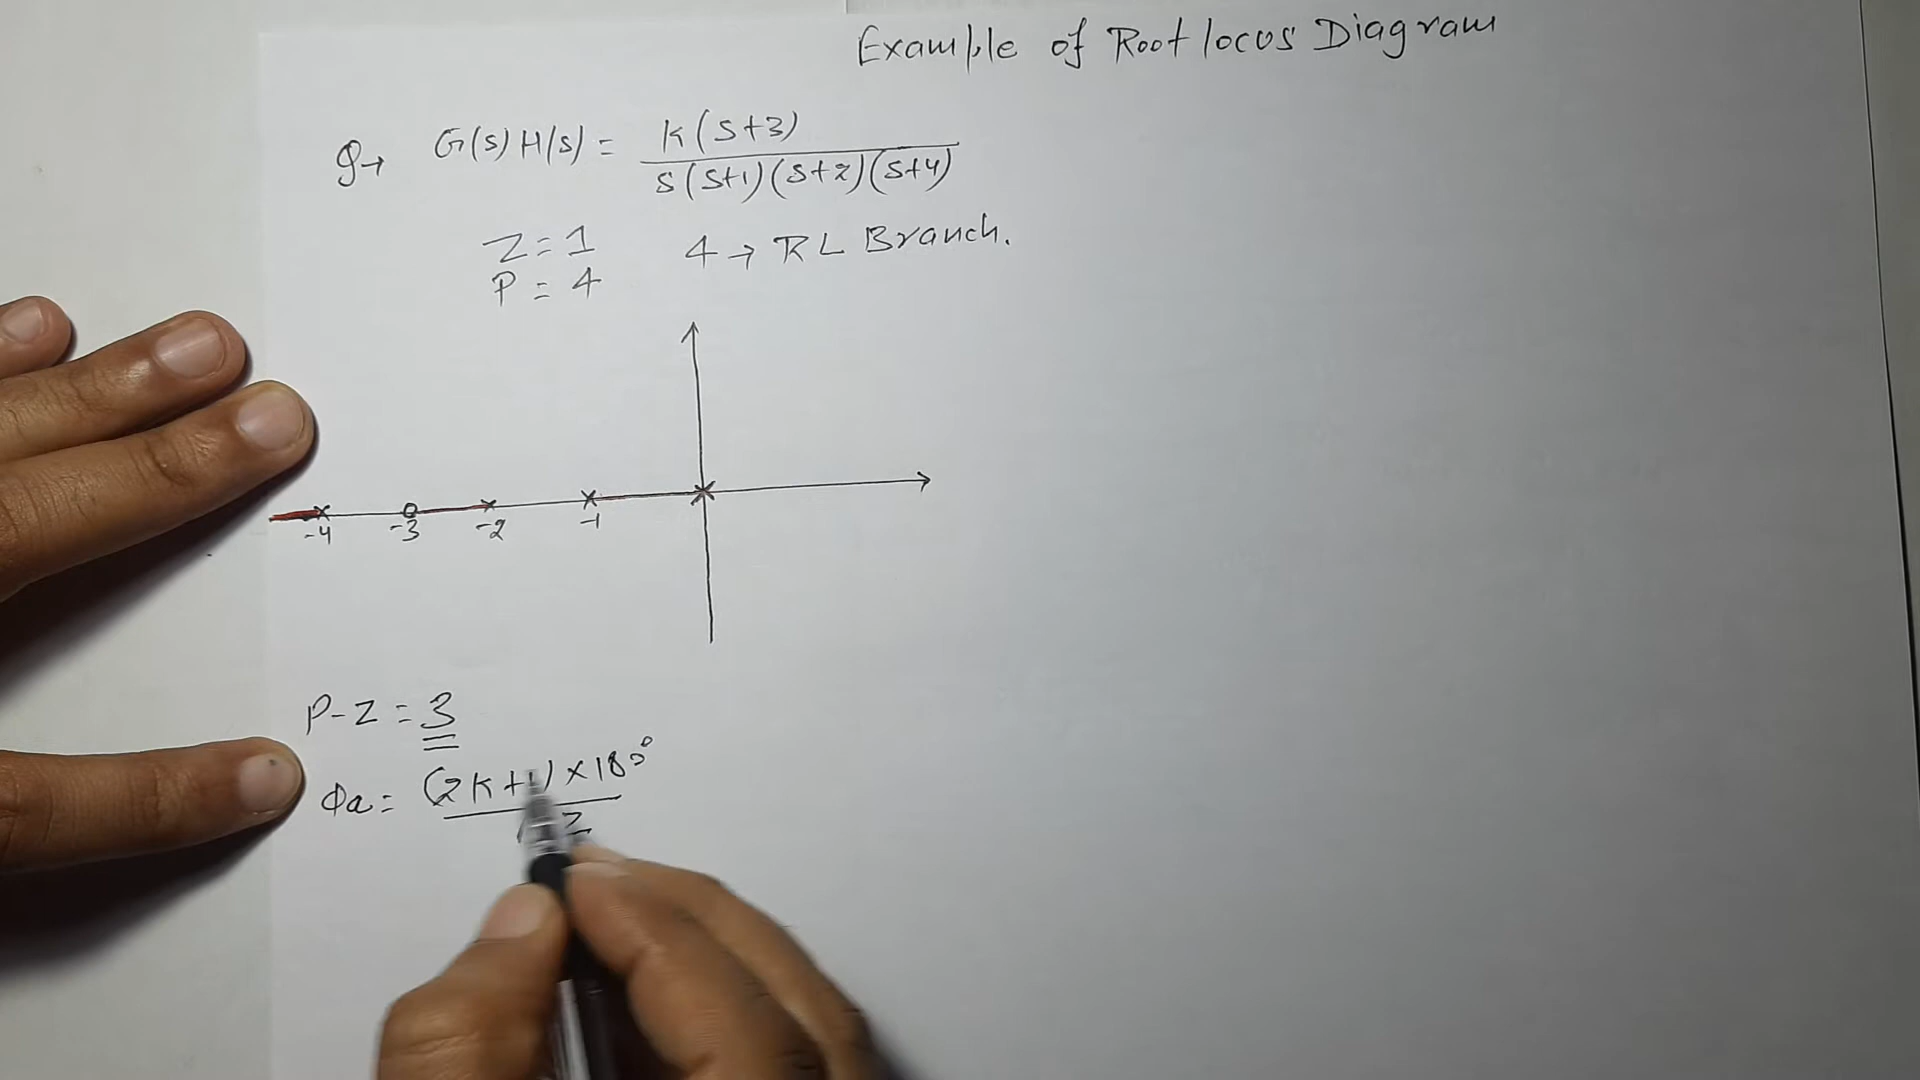 Example of Root locus Diagram
Q→ G(s) H(s) = K(s+3)
s(s+1)(s+2)(s+4)
Z = 1 4 → RL Branch.
P = 4
-4 -3 -2 -1
P-Z = 3
Φa = (2K+1)×180°